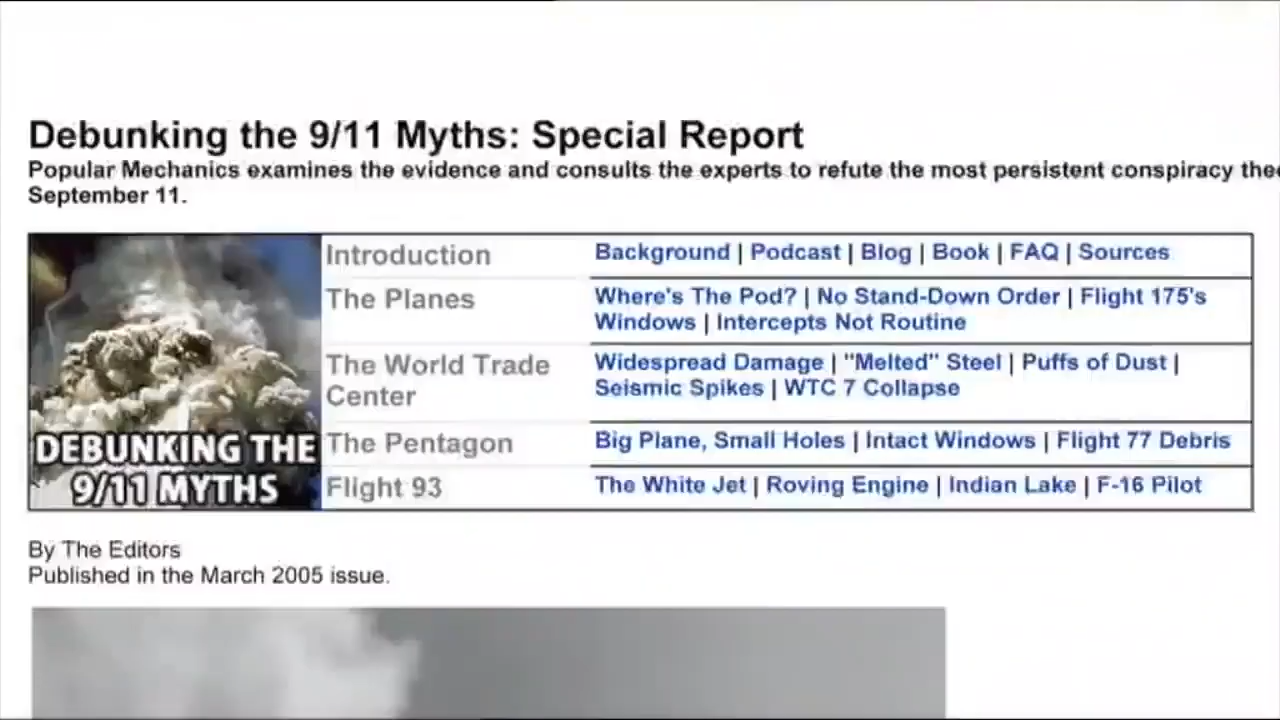 Debunking the 9/11 Myths: Special Report
Popular Mechanics examines the evidence and consults the experts to refute the most persistent conspiracy
September 11.
DEBUNKING THE
9/11 MYTHS
Introduction
Background | Podcast | Blog | Book | FAQ | Sources
The Planes
Where's The Pod? | No Stand-Down Order | Flight 175's
Windows | Intercepts Not Routine
The World Trade
Center
Widespread Damage | "Melted" Steel | Puffs of Dust |
Seismic Spikes | WTC 7 Collapse
The Pentagon
Big Plane, Small Holes | Intact Windows | Flight 77 Debris
Flight 93
The White Jet | Roving Engine | Indian Lake | F-16 Pilot
By The Editors
Published in the March 2005 issue.